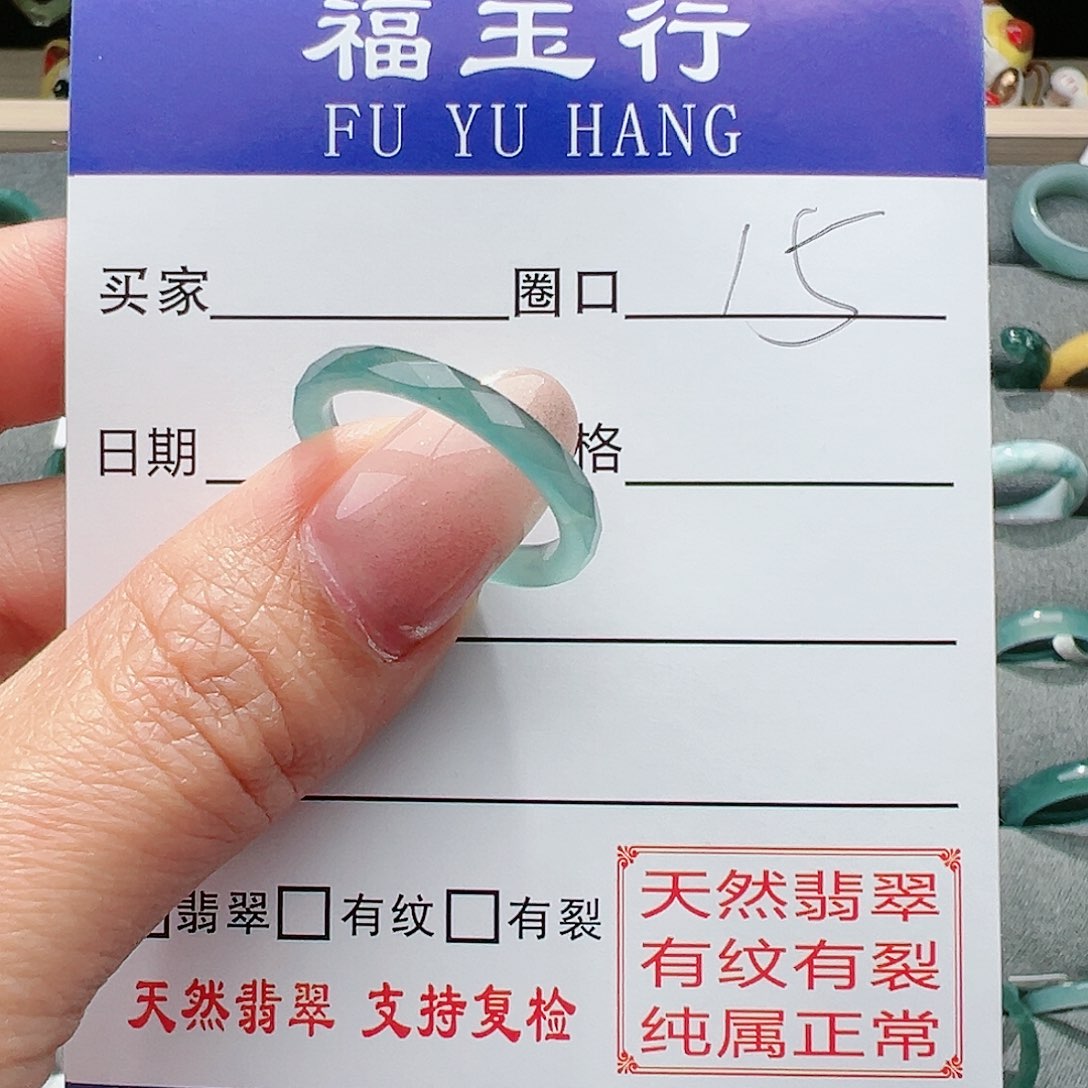 福玉行
FU YU HANG
买家 圈口 15
日期 格
翡翠 有纹 有裂
天然翡翠 支持复检
天然翡翠
有纹有裂
纯属正常